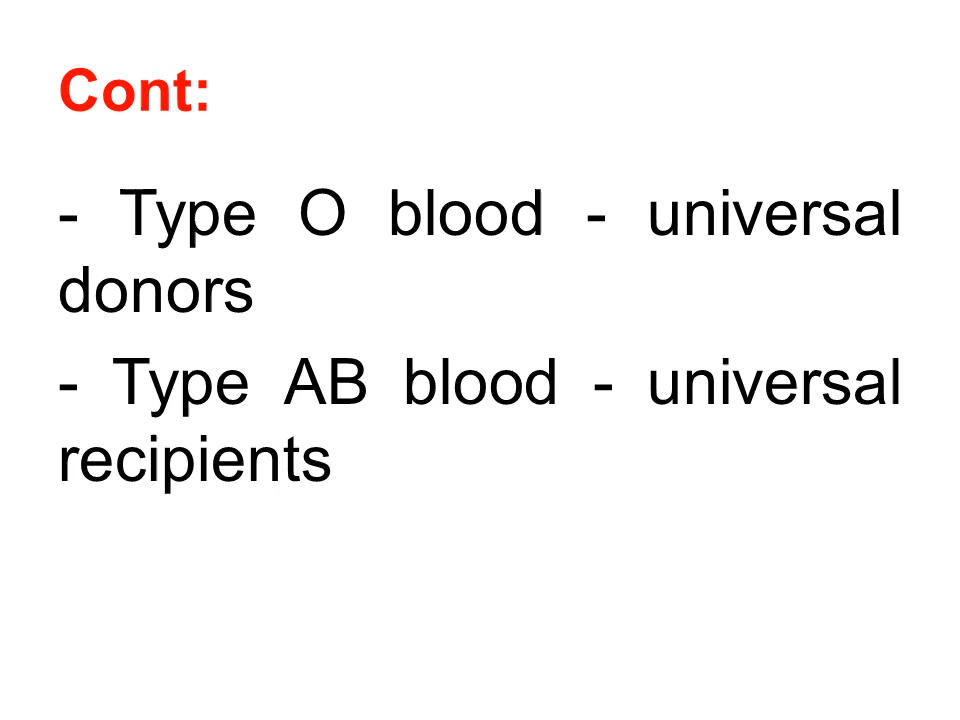 Cont:
- Type O blood - universal
donors
- Type AB blood - universal
recipients